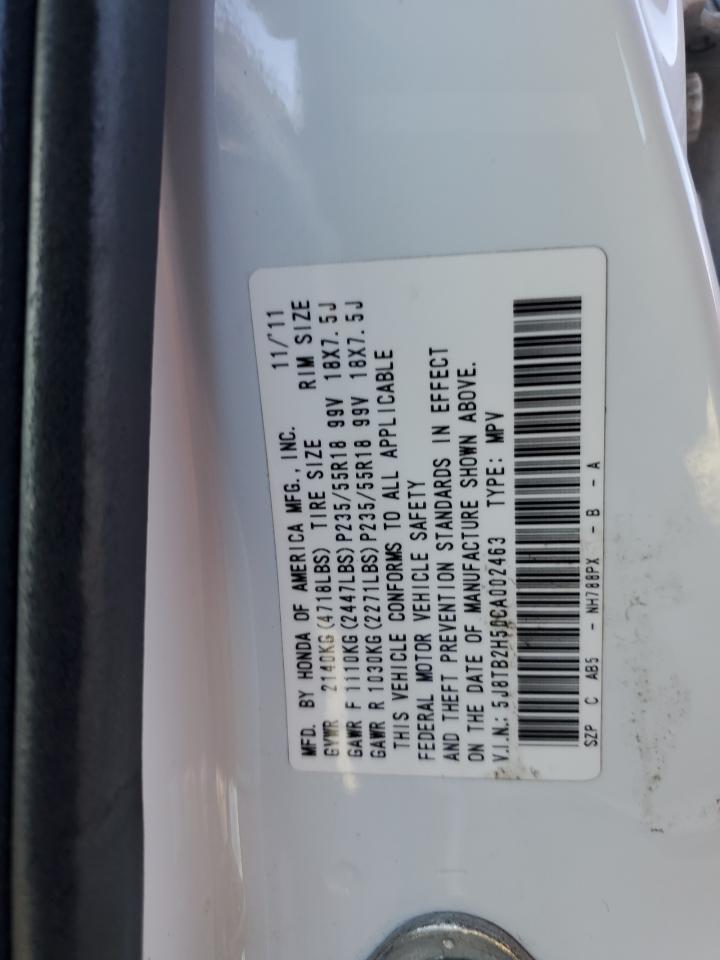 MFD. BY HONDA OF AMERICA MFG., INC. 11/11
GVWR 2140KG(4718LBS) TIRE SIZE RIM SIZE
GAWR F 1110KG(2447LBS)P235/55R18 99V 18X7.5J
GAWR R 1030KG(2271LBS)P235/55R18 99V 18X7.5J
THIS VEHICLE CONFORMS TO ALL APPLICABLE
FEDERAL MOTOR VEHICLE SAFETY
AND THEFT PREVENTION STANDARDS IN EFFECT
ON THE DATE OF MANUFACTURE SHOWN ABOVE.
V.I.N.: 5J8TB2H50CA002463 TYPE: MPV
SZP C AB5 - NH788PX - B - A